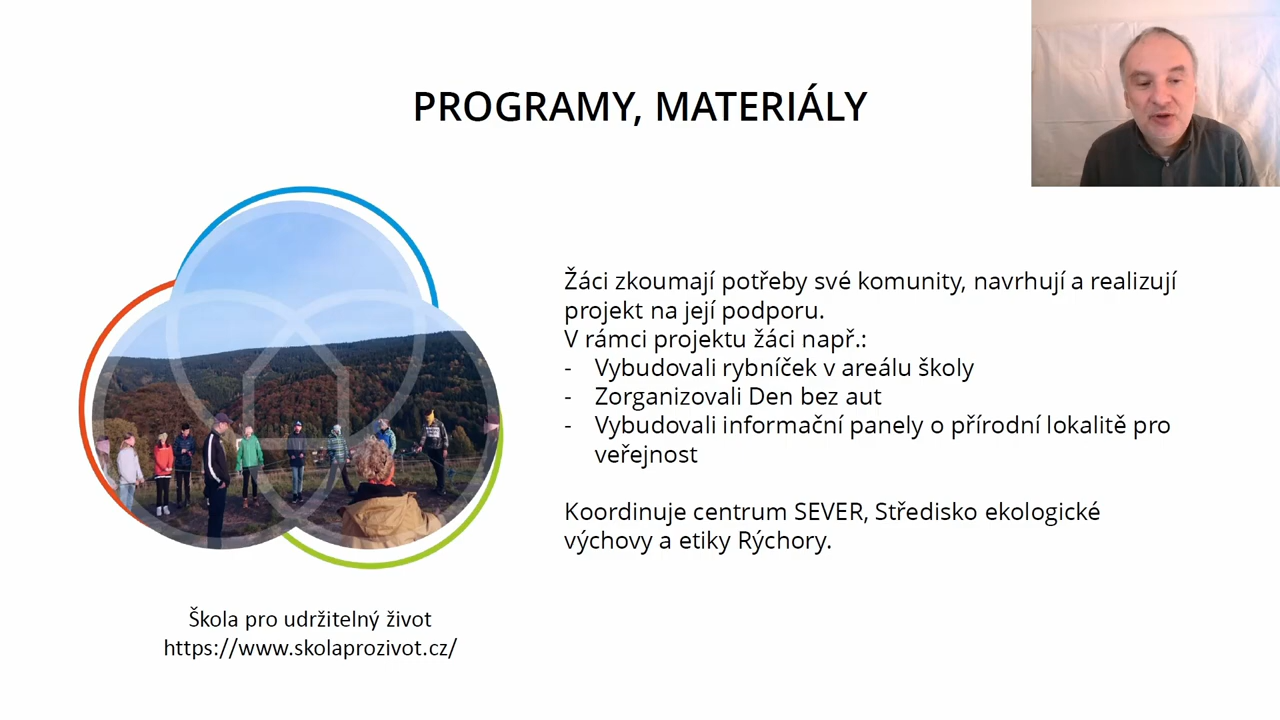 PROGRAMY, MATERIÁLY
Žáci zkoumají potřeby své komunity, navrhují a realizují
projekt na její podporu.
V rámci projektu žáci např.:
- Vybudovali rybníček v areálu školy
- Zorganizovali Den bez aut
- Vybudovali informační panely o přírodní lokalitě pro
veřejnost
Koordinuje centrum SEVER, Středisko ekologické
výchovy a etiky Rýchory.
Škola pro udržitelný život
https://www.skolaprozivot.cz/